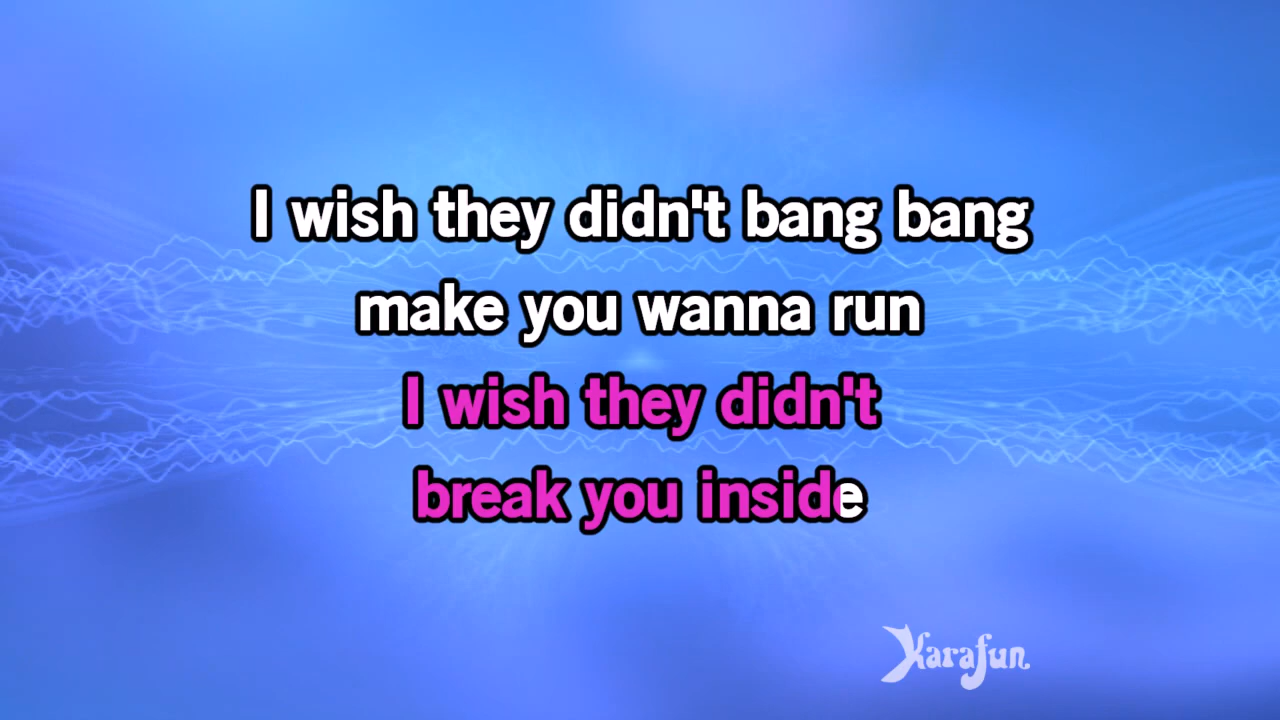 I wish they didn't bang bang
make you wanna run
I wish they didn't
break you inside
Karafun